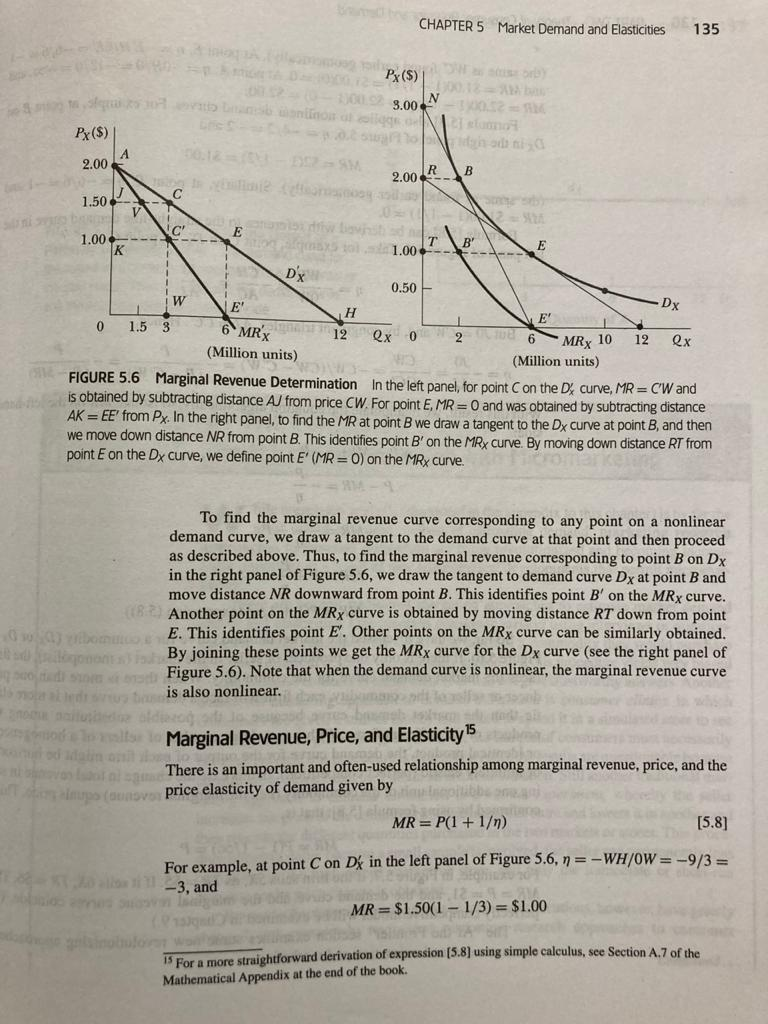 CHAPTER 5 Market Demand and Elasticities 135
PX($)
2.00
A
J
C
1.50
V
C'
E
1.00
K
D'X
W
E'
H
0 1.5 3 6 MR'X 12 QX
(Million units)
PX($)
3.00 N
2.00 R B
1.00 T B' E
0.50
DX
E'
0 2 6 MRX 10 12 QX
(Million units)
FIGURE 5.6 Marginal Revenue Determination In the left panel, for point C on the D'X curve, MR = C'W and
is obtained by subtracting distance AJ from price CW. For point E, MR = 0 and was obtained by subtracting distance
AK = EE' from PX. In the right panel, to find the MR at point B we draw a tangent to the DX curve at point B, and then
we move down distance NR from point B. This identifies point B' on the MRX curve. By moving down distance RT from
point E on the DX curve, we define point E' (MR = 0) on the MRX curve.
To find the marginal revenue curve corresponding to any point on a nonlinear
demand curve, we draw a tangent to the demand curve at that point and then proceed
as described above. Thus, to find the marginal revenue corresponding to point B on DX
in the right panel of Figure 5.6, we draw the tangent to demand curve DX at point B and
move distance NR downward from point B. This identifies point B' on the MRX curve.
Another point on the MRX curve is obtained by moving distance RT down from point
E. This identifies point E'. Other points on the MRX curve can be similarly obtained.
By joining these points we get the MRX curve for the DX curve (see the right panel of
Figure 5.6). Note that when the demand curve is nonlinear, the marginal revenue curve
is also nonlinear.
Marginal Revenue, Price, and Elasticity15
There is an important and often-used relationship among marginal revenue, price, and the
price elasticity of demand given by
MR = P(1 + 1/η) [5.8]
For example, at point C on D'X in the left panel of Figure 5.6, η = −WH/0W = −9/3 =
−3, and
MR = $1.50(1 − 1/3) = $1.00
15 For a more straightforward derivation of expression [5.8] using simple calculus, see Section A.7 of the
Mathematical Appendix at the end of the book.